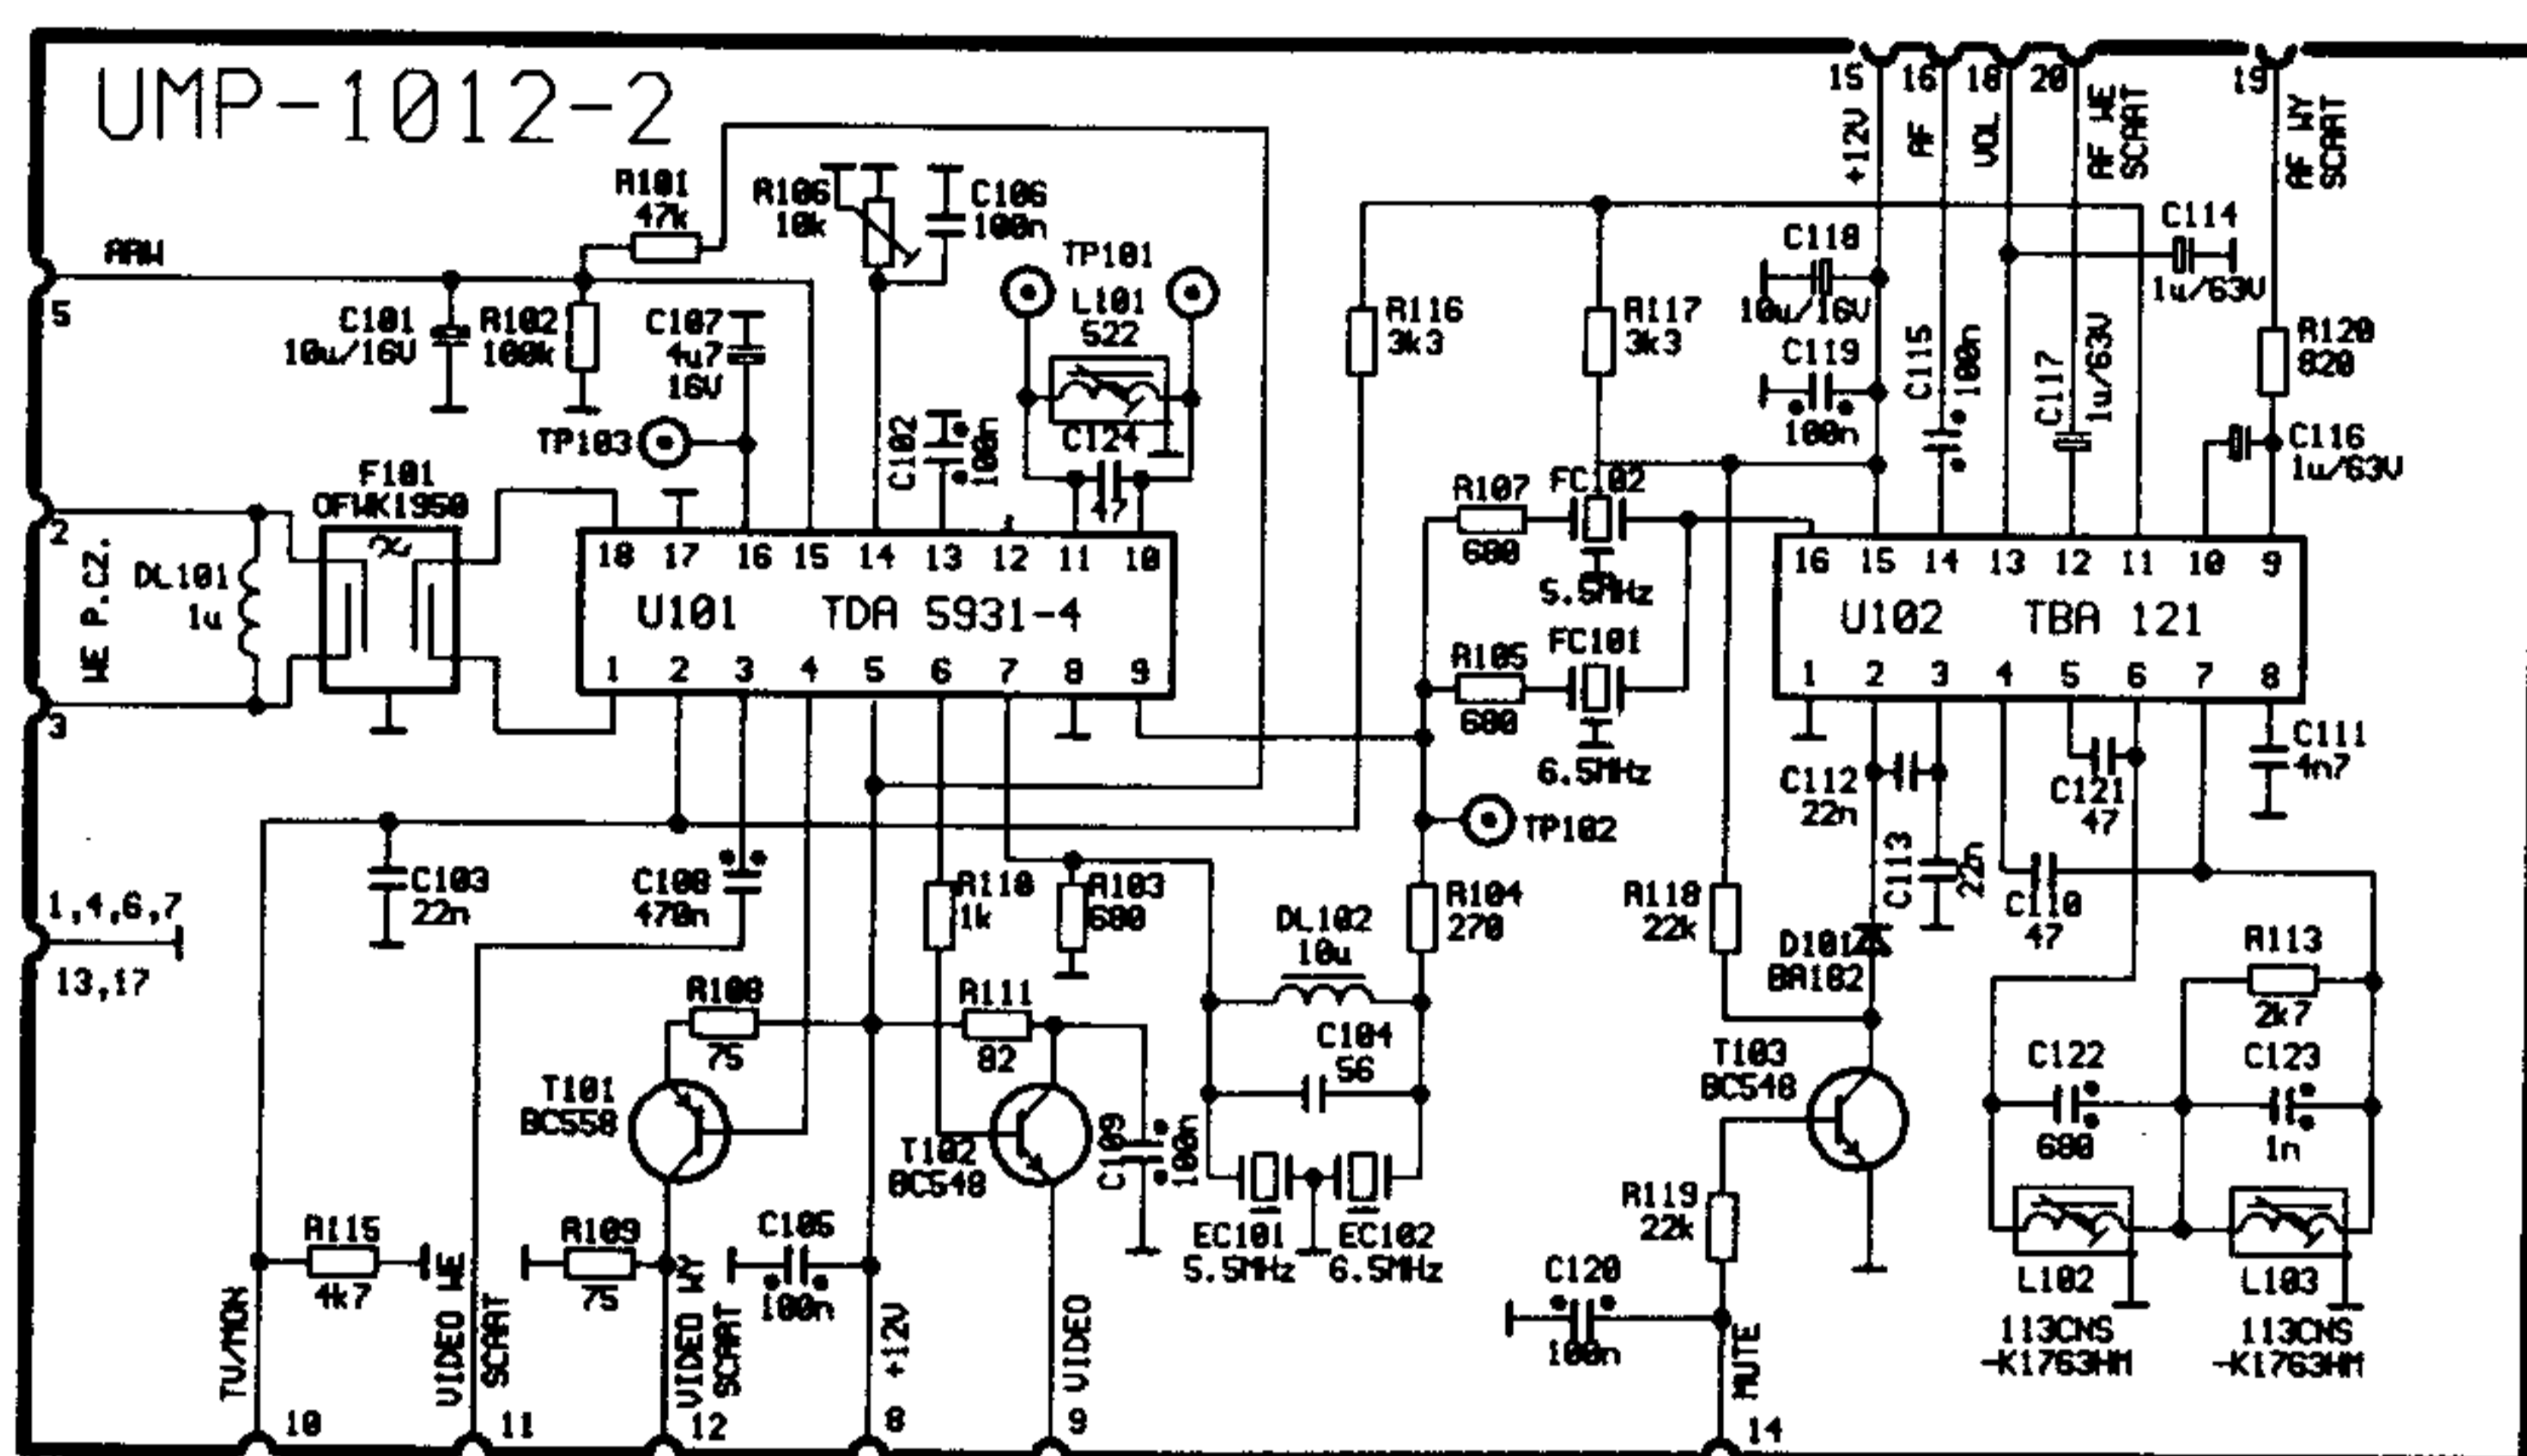 UMP-1012-2
15
16
18
20
19
+12V
AF
VOL
AF WE
SCART
AF WY
SCART
ARW
5
R101
47k
R106
10k
C106
100n
TP101
L101
522
C101
10u/16V
R102
100k
C107
4u7
16V
TP103
C102
100n
C124
47
R116
3k3
R117
3k3
C118
10u/16V
C119
100n
C115
100n
C117
1u/63V
C114
1u/63V
R120
820
C116
1u/63V
F101
OFWK1950
2
WE P.CZ.
DL101
1u
3
18 17 16 15 14 13 12 11 10
U101 TDA 5931-4
1 2 3 4 5 6 7 8 9
R107
680
FC102
5.5MHz
R105
680
FC101
6.5MHz
TP102
16 15 14 13 12 11 10 9
U102 TBA 121
1 2 3 4 5 6 7 8
C112
22n
C113
22n
C121
47
C111
4n7
C110
47
1,4,6,7
13,17
C103
22n
C108
470n
R110
1k
R103
680
DL102
10u
R104
270
R118
22k
D101
BA182
R113
2k7
R108
75
R111
82
C104
56
T101
BC558
T102
BC548
C109
100n
T103
BC548
C122
680
C123
1n
R115
4k7
R109
75
C105
100n
EC101
5.5MHz
EC102
6.5MHz
R119
22k
C120
100n
L102
113CNS
-K1763HM
L103
113CNS
-K1763HM
TV/MON
VIDEO WE
SCART
VIDEO WY
SCART
+12V
VIDEO
MUTE
10
11
12
8
9
14